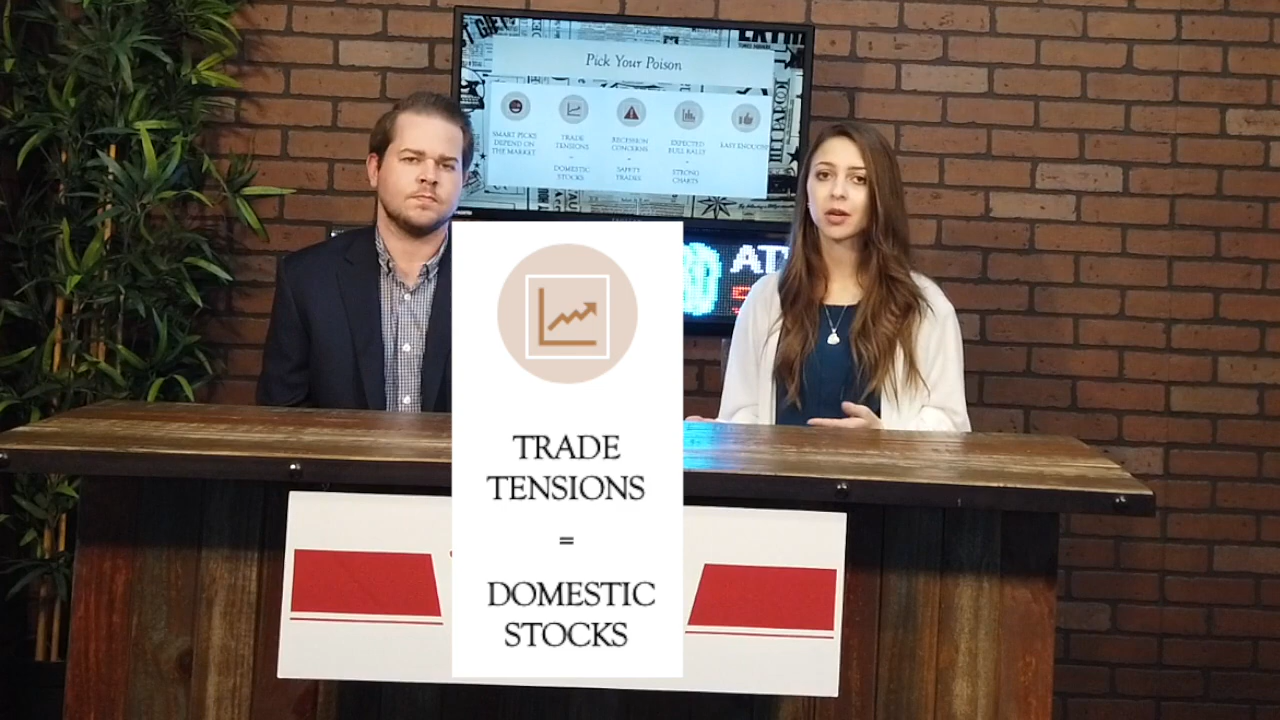 Pick Your Poison
SMART PICKS
DEPEND ON
THE MARKET
TRADE
TENSIONS
=
DOMESTIC
STOCKS
RECESSION
CONCERNS
=
SAFETY
TRADES
EXPECTED
BULL RALLY
=
STRONG
CHARTS
EASY ENOUGH?
AT
TRADE
TENSIONS
=
DOMESTIC
STOCKS